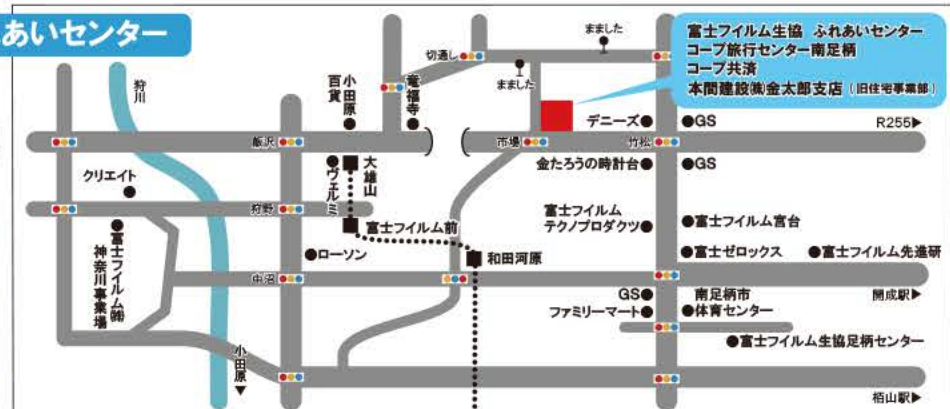 あいセンター
富士フイルム生協 ふれあいセンター
コープ旅行センター南足柄
コープ共済
本間建設㈱金太郎支店（旧住宅事業部）
まました
切通し
まました
狩川
小田原百貨
竜福寺
デニーズ
GS
R255▶
飯沢
市場
竹松
クリエイト
ヴェルミ
大雄山
金たろうの時計台
GS
狩野
富士フイルム前
富士フイルム
テクノプロダクツ
富士フイルム宮台
富士フイルム㈱
神奈川事業場
ローソン
和田河原
富士ゼロックス
富士フイルム先進研
中沼
GS
南足柄市
体育センター
開成駅▶
ファミリーマート
富士フイルム生協足柄センター
小田原▼
栢山駅▶